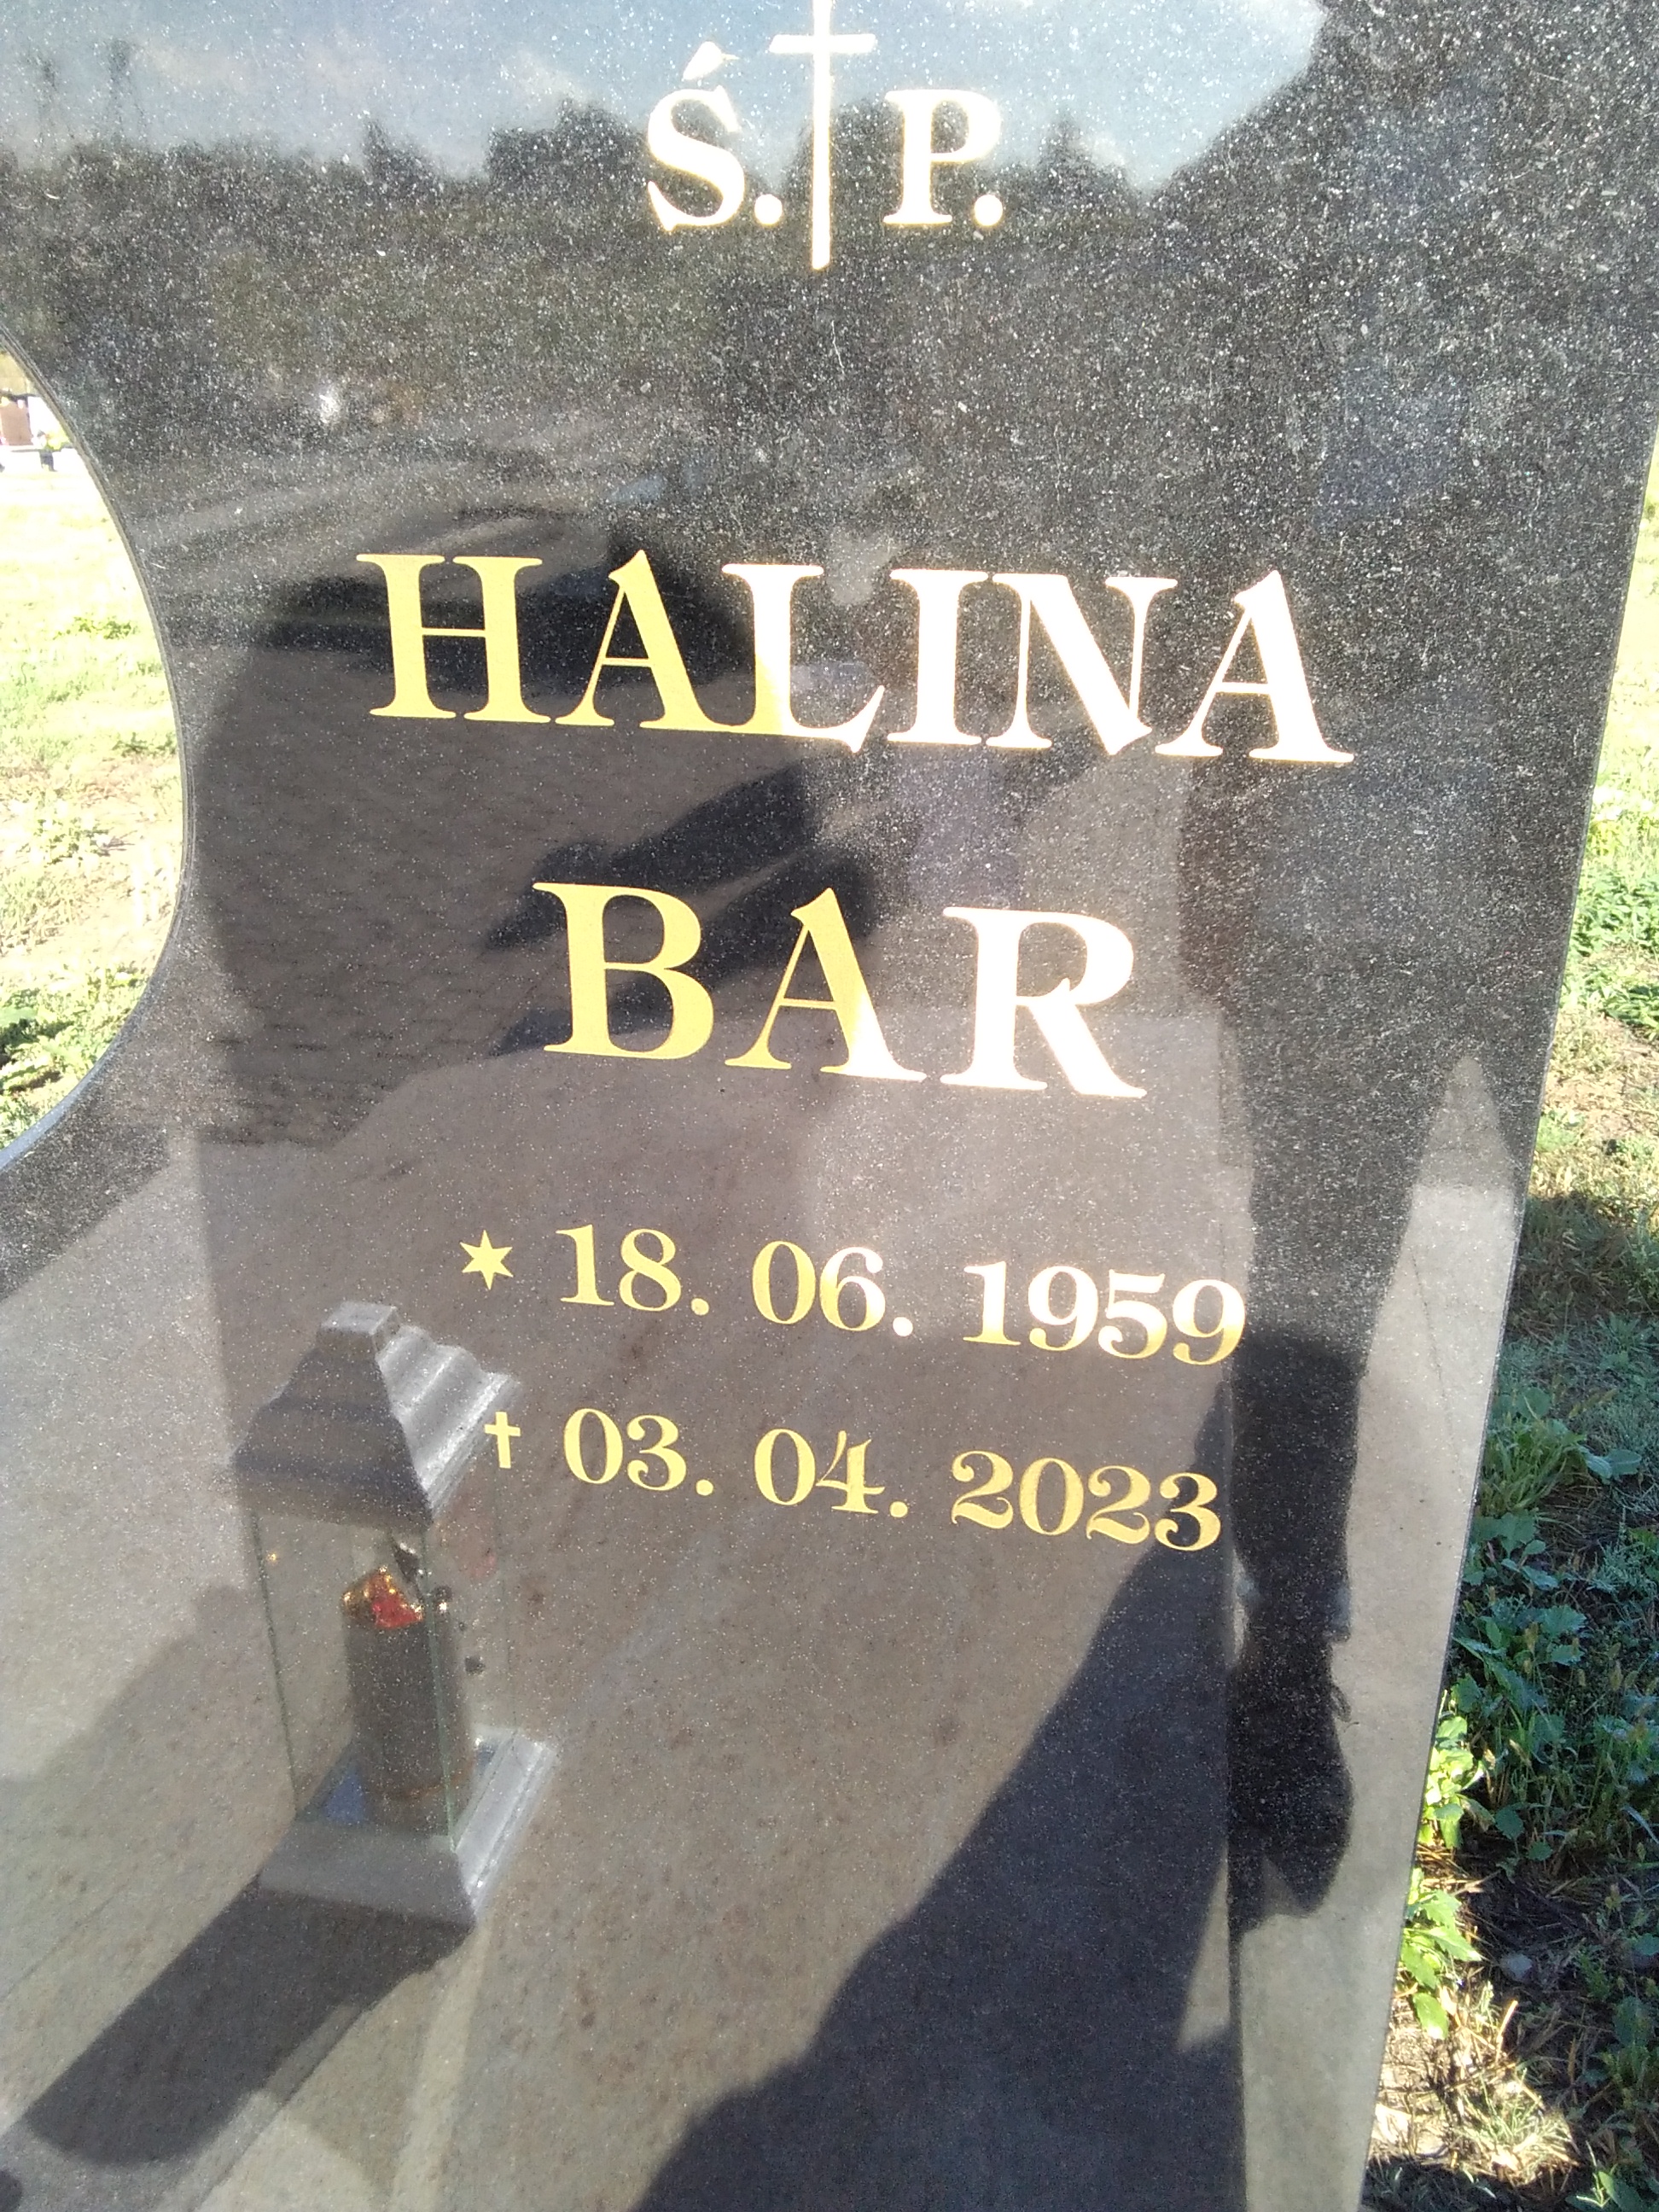 Ś. P.
HALINA
BAR
✶ 18. 06. 1959
✝ 03. 04. 2023